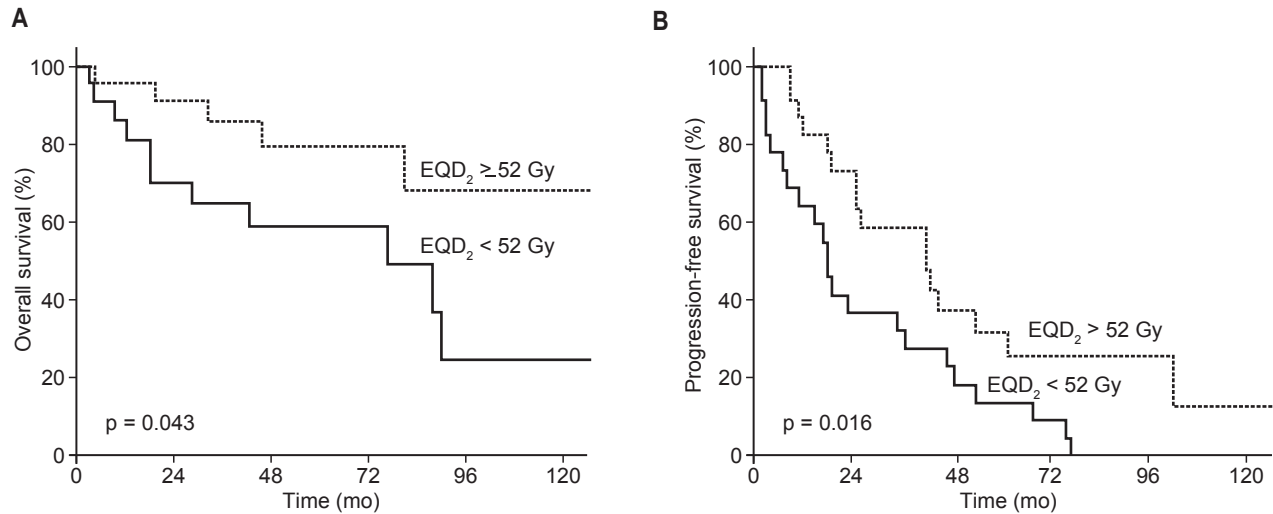 A
Overall survival (%)
100
80
60
40
20
0
EQD₂ ≥ 52 Gy
EQD₂ < 52 Gy
p = 0.043
0 24 48 72 96 120
Time (mo)
B
Progression-free survival (%)
100
80
60
40
20
0
EQD₂ > 52 Gy
EQD₂ < 52 Gy
p = 0.016
0 24 48 72 96 120
Time (mo)